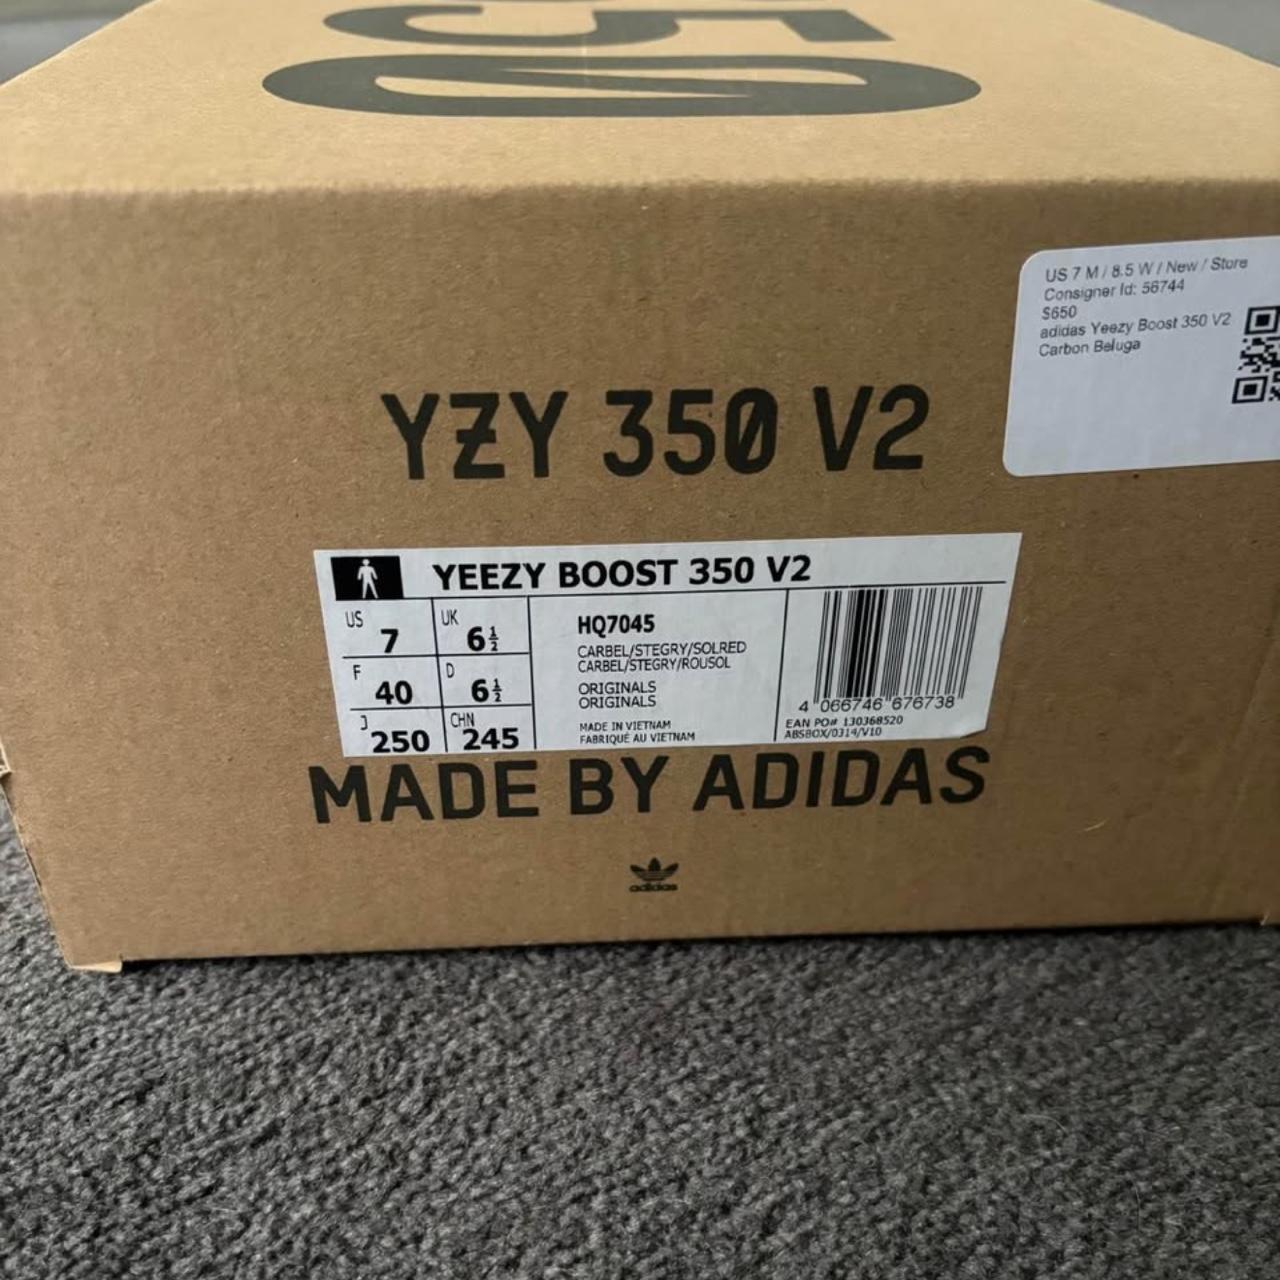 50
US 7 M / 8.5 W / New / Store
Consigner Id: 56744
$650
adidas Yeezy Boost 350 V2
Carbon Beluga
YZY 350 V2
YEEZY BOOST 350 V2
US 7 UK 6½
F 40 D 6½
J 250 CHN 245
HQ7045
CARBEL/STEGRY/SOLRED
CARBEL/STEGRY/ROUSOL
ORIGINALS
ORIGINALS
MADE IN VIETNAM
FABRIQUÉ AU VIETNAM
4 066746 676738
EAN PO# 130368520
ABSBOX/0314/V10
MADE BY ADIDAS
adidas